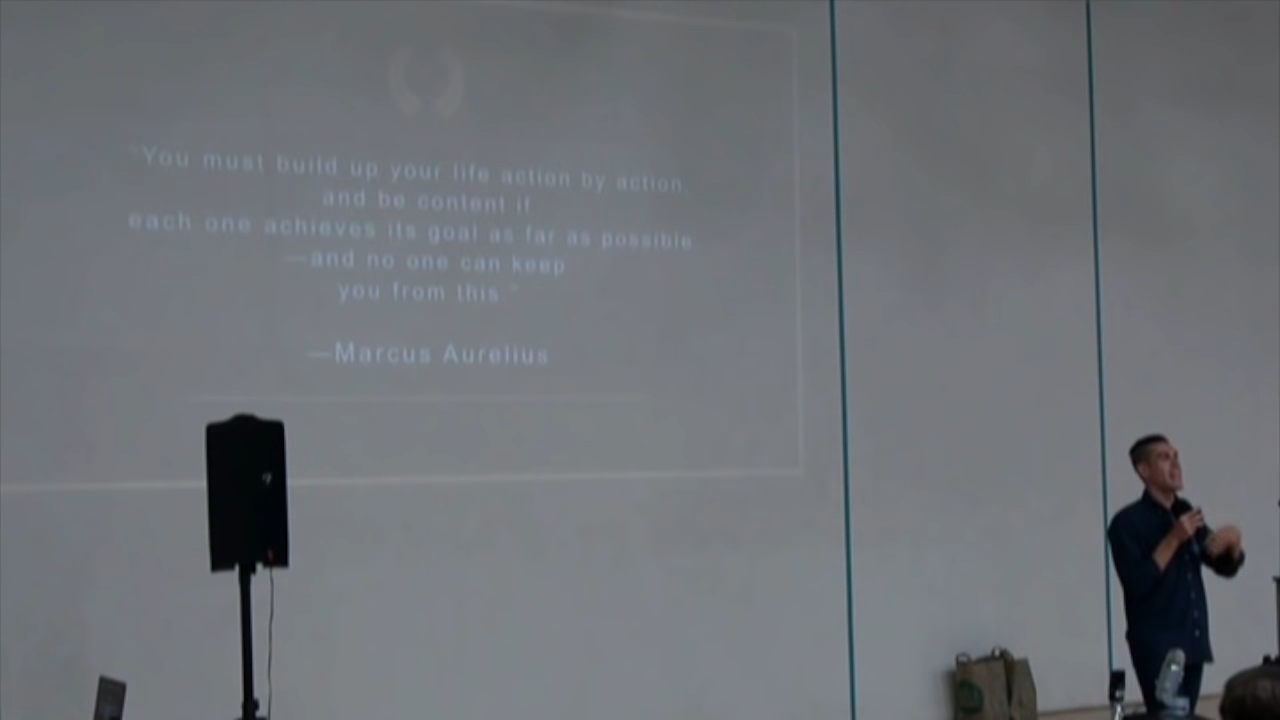 "You must build up your life action by action,
and be content if
each one achieves its goal as far as possible
—and no one can keep
you from this."
—Marcus Aurelius